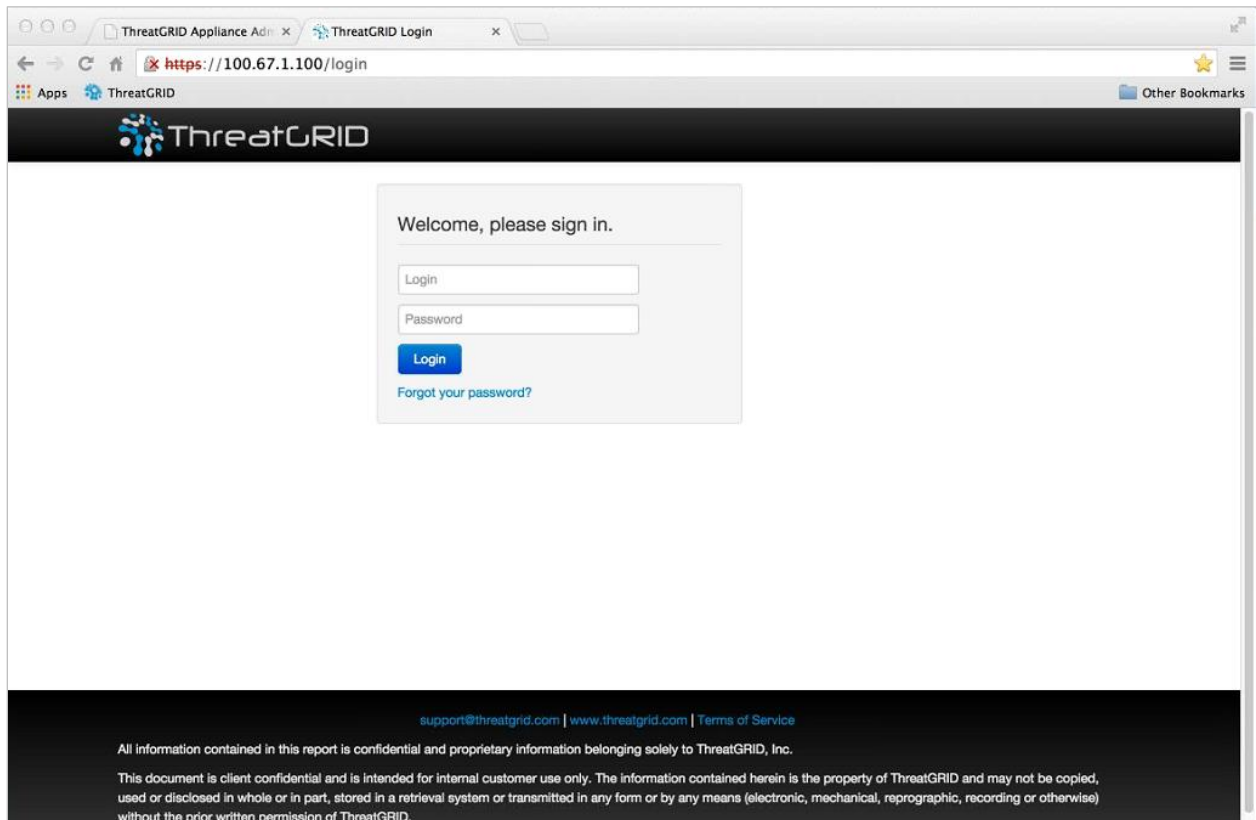 ThreatGRID Appliance Adm
ThreatGRID Login
https://100.67.1.100/login
Apps
ThreatGRID
Other Bookmarks
ThreatGRID
Welcome, please sign in.
Login
Password
Login
Forgot your password?
support@threatgrid.com | www.threatgrid.com | Terms of Service
All information contained in this report is confidential and proprietary information belonging solely to ThreatGRID, Inc.
This document is client confidential and is intended for internal customer use only. The information contained herein is the property of ThreatGRID and may not be copied,
used or disclosed in whole or in part, stored in a retrieval system or transmitted in any form or by any means (electronic, mechanical, reprographic, recording or otherwise)
without the prior written permission of ThreatGRID.